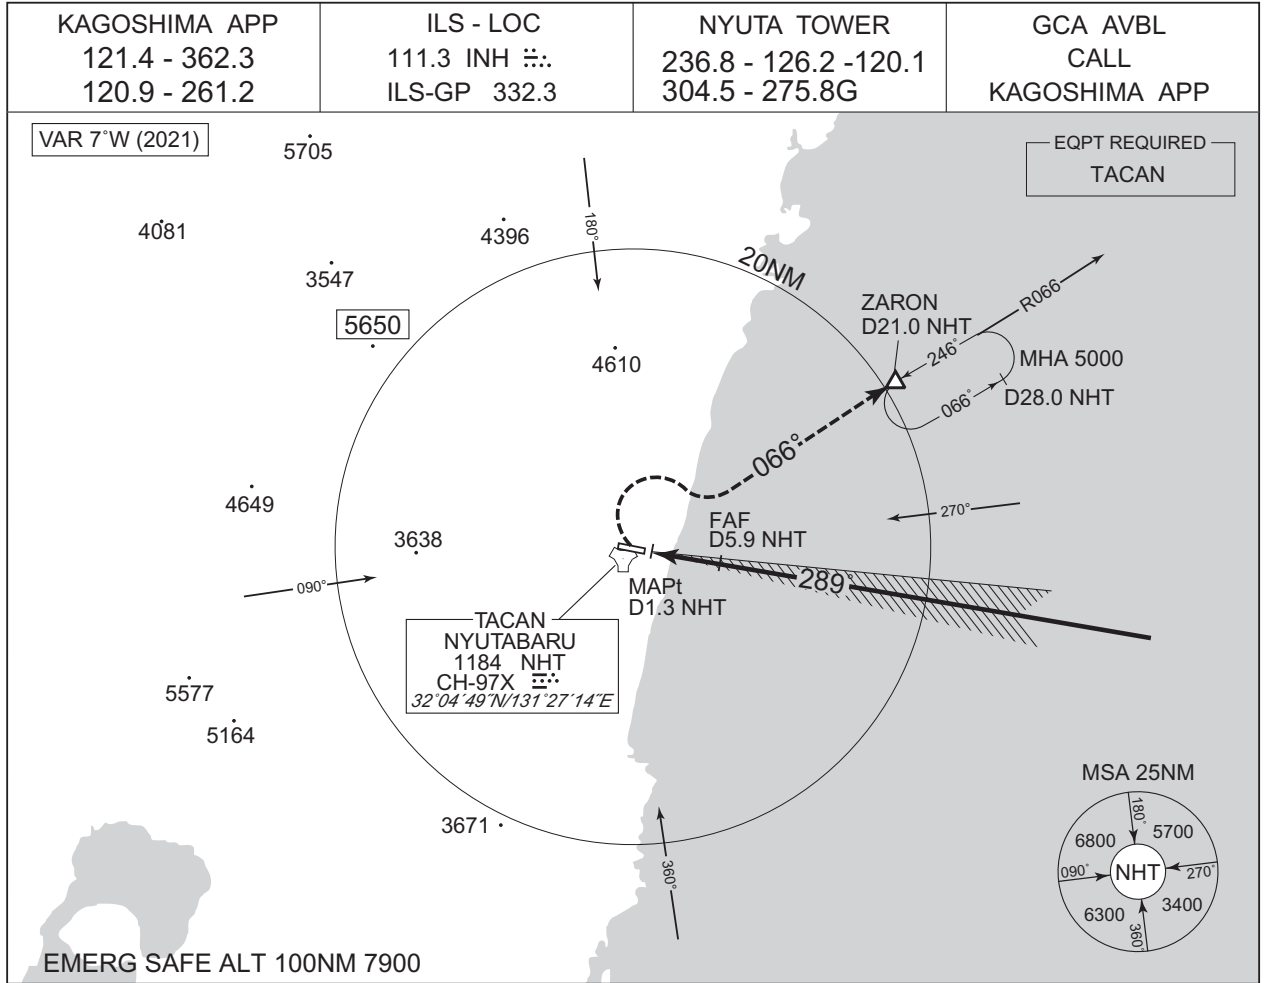 KAGOSHIMA APP
121.4 - 362.3
120.9 - 261.2
ILS - LOC
111.3 INH
ILS-GP 332.3
NYUTA TOWER
236.8 - 126.2 -120.1
304.5 - 275.8G
GCA AVBL
CALL
KAGOSHIMA APP
VAR 7°W (2021)
EQPT REQUIRED
TACAN
5705
4081
4396
3547
5650
4610
180°
20NM
ZARON
D21.0 NHT
R066
246°
MHA 5000
066°
D28.0 NHT
066°
270°
4649
3638
090°
FAF
D5.9 NHT
289°
MAPt
D1.3 NHT
TACAN
NYUTABARU
1184 NHT
CH-97X
32°04´49˝N/131°27´14˝E
5577
5164
3671
360°
MSA 25NM
180°
6800
5700
090°
NHT
270°
6300
3400
360°
EMERG SAFE ALT 100NM 7900